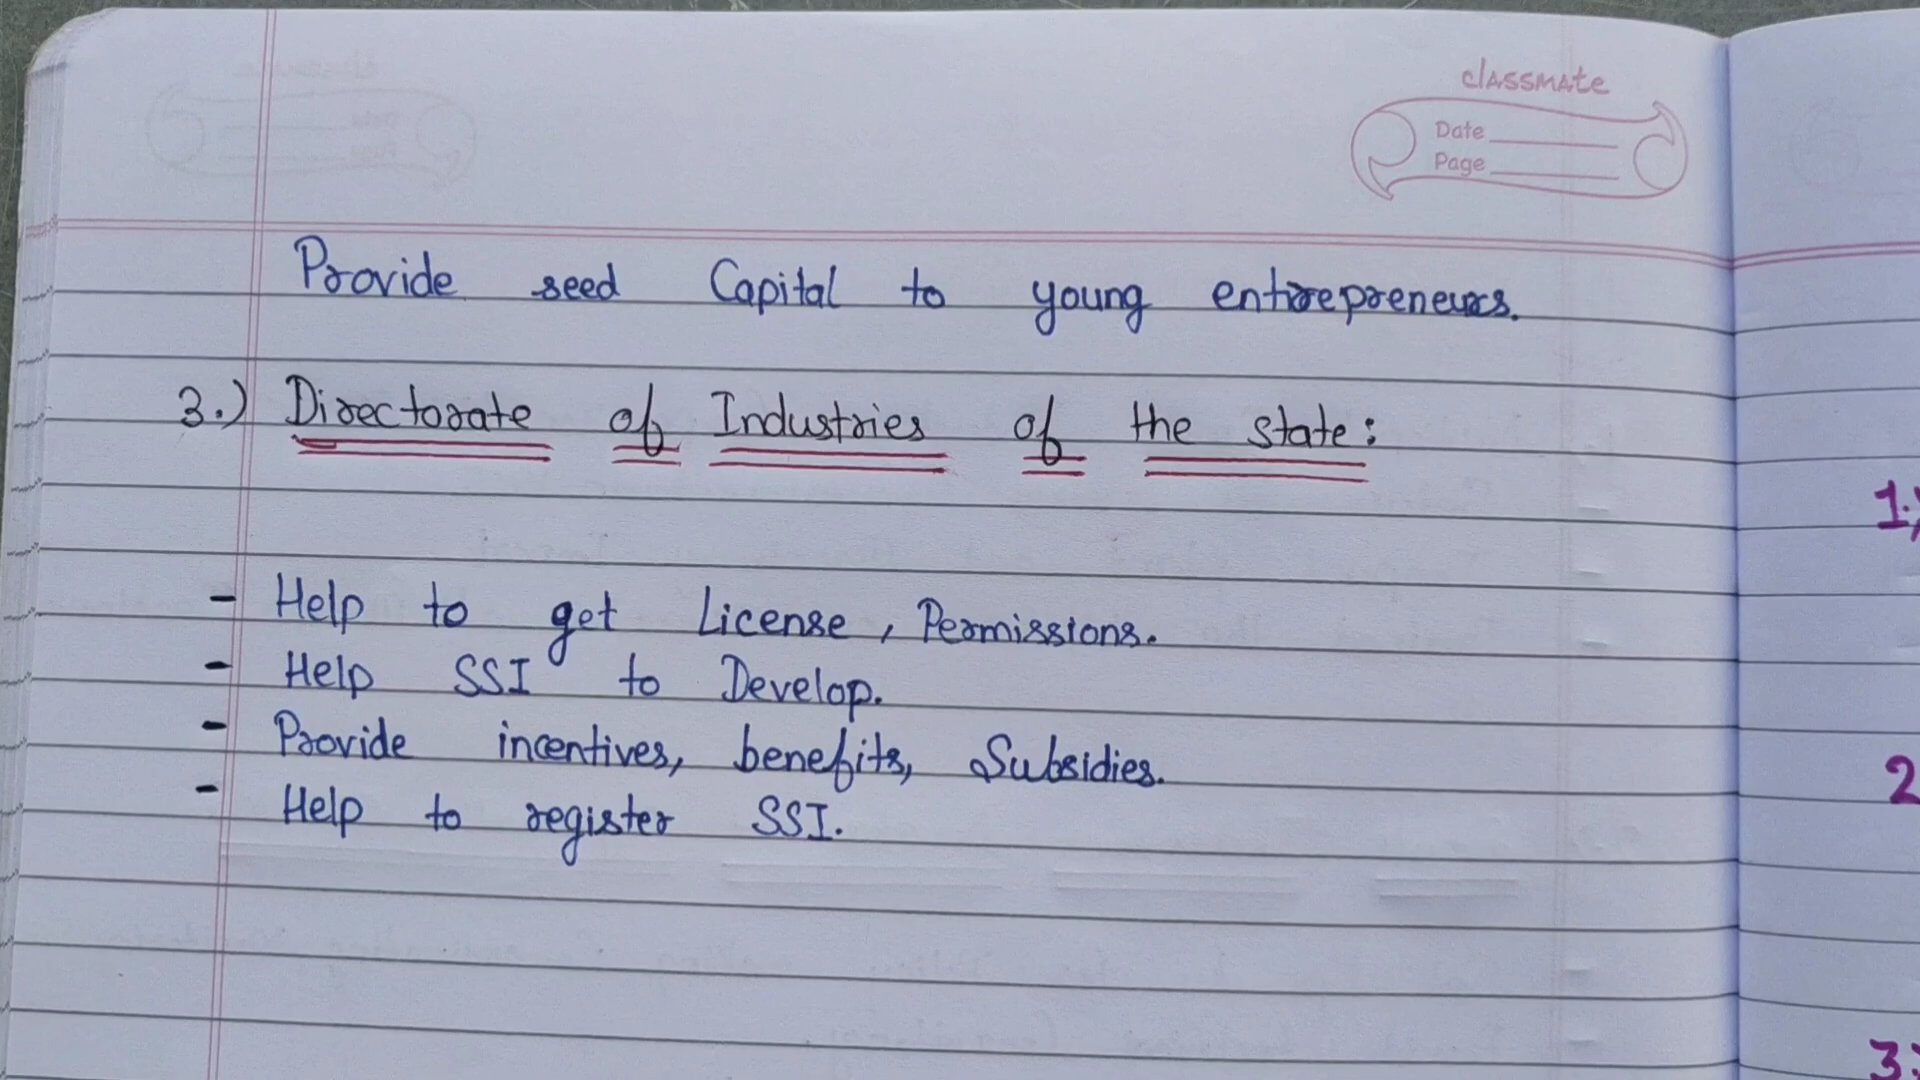 classmate
Date
Page
Provide seed Capital to young entrepreneurs.
3.) Directorate of Industries of the state:
- Help to get License, Permissions.
- Help SSI to Develop.
- Provide incentives, benefits, Subsidies.
- Help to register SSI.
1.)
2
3.